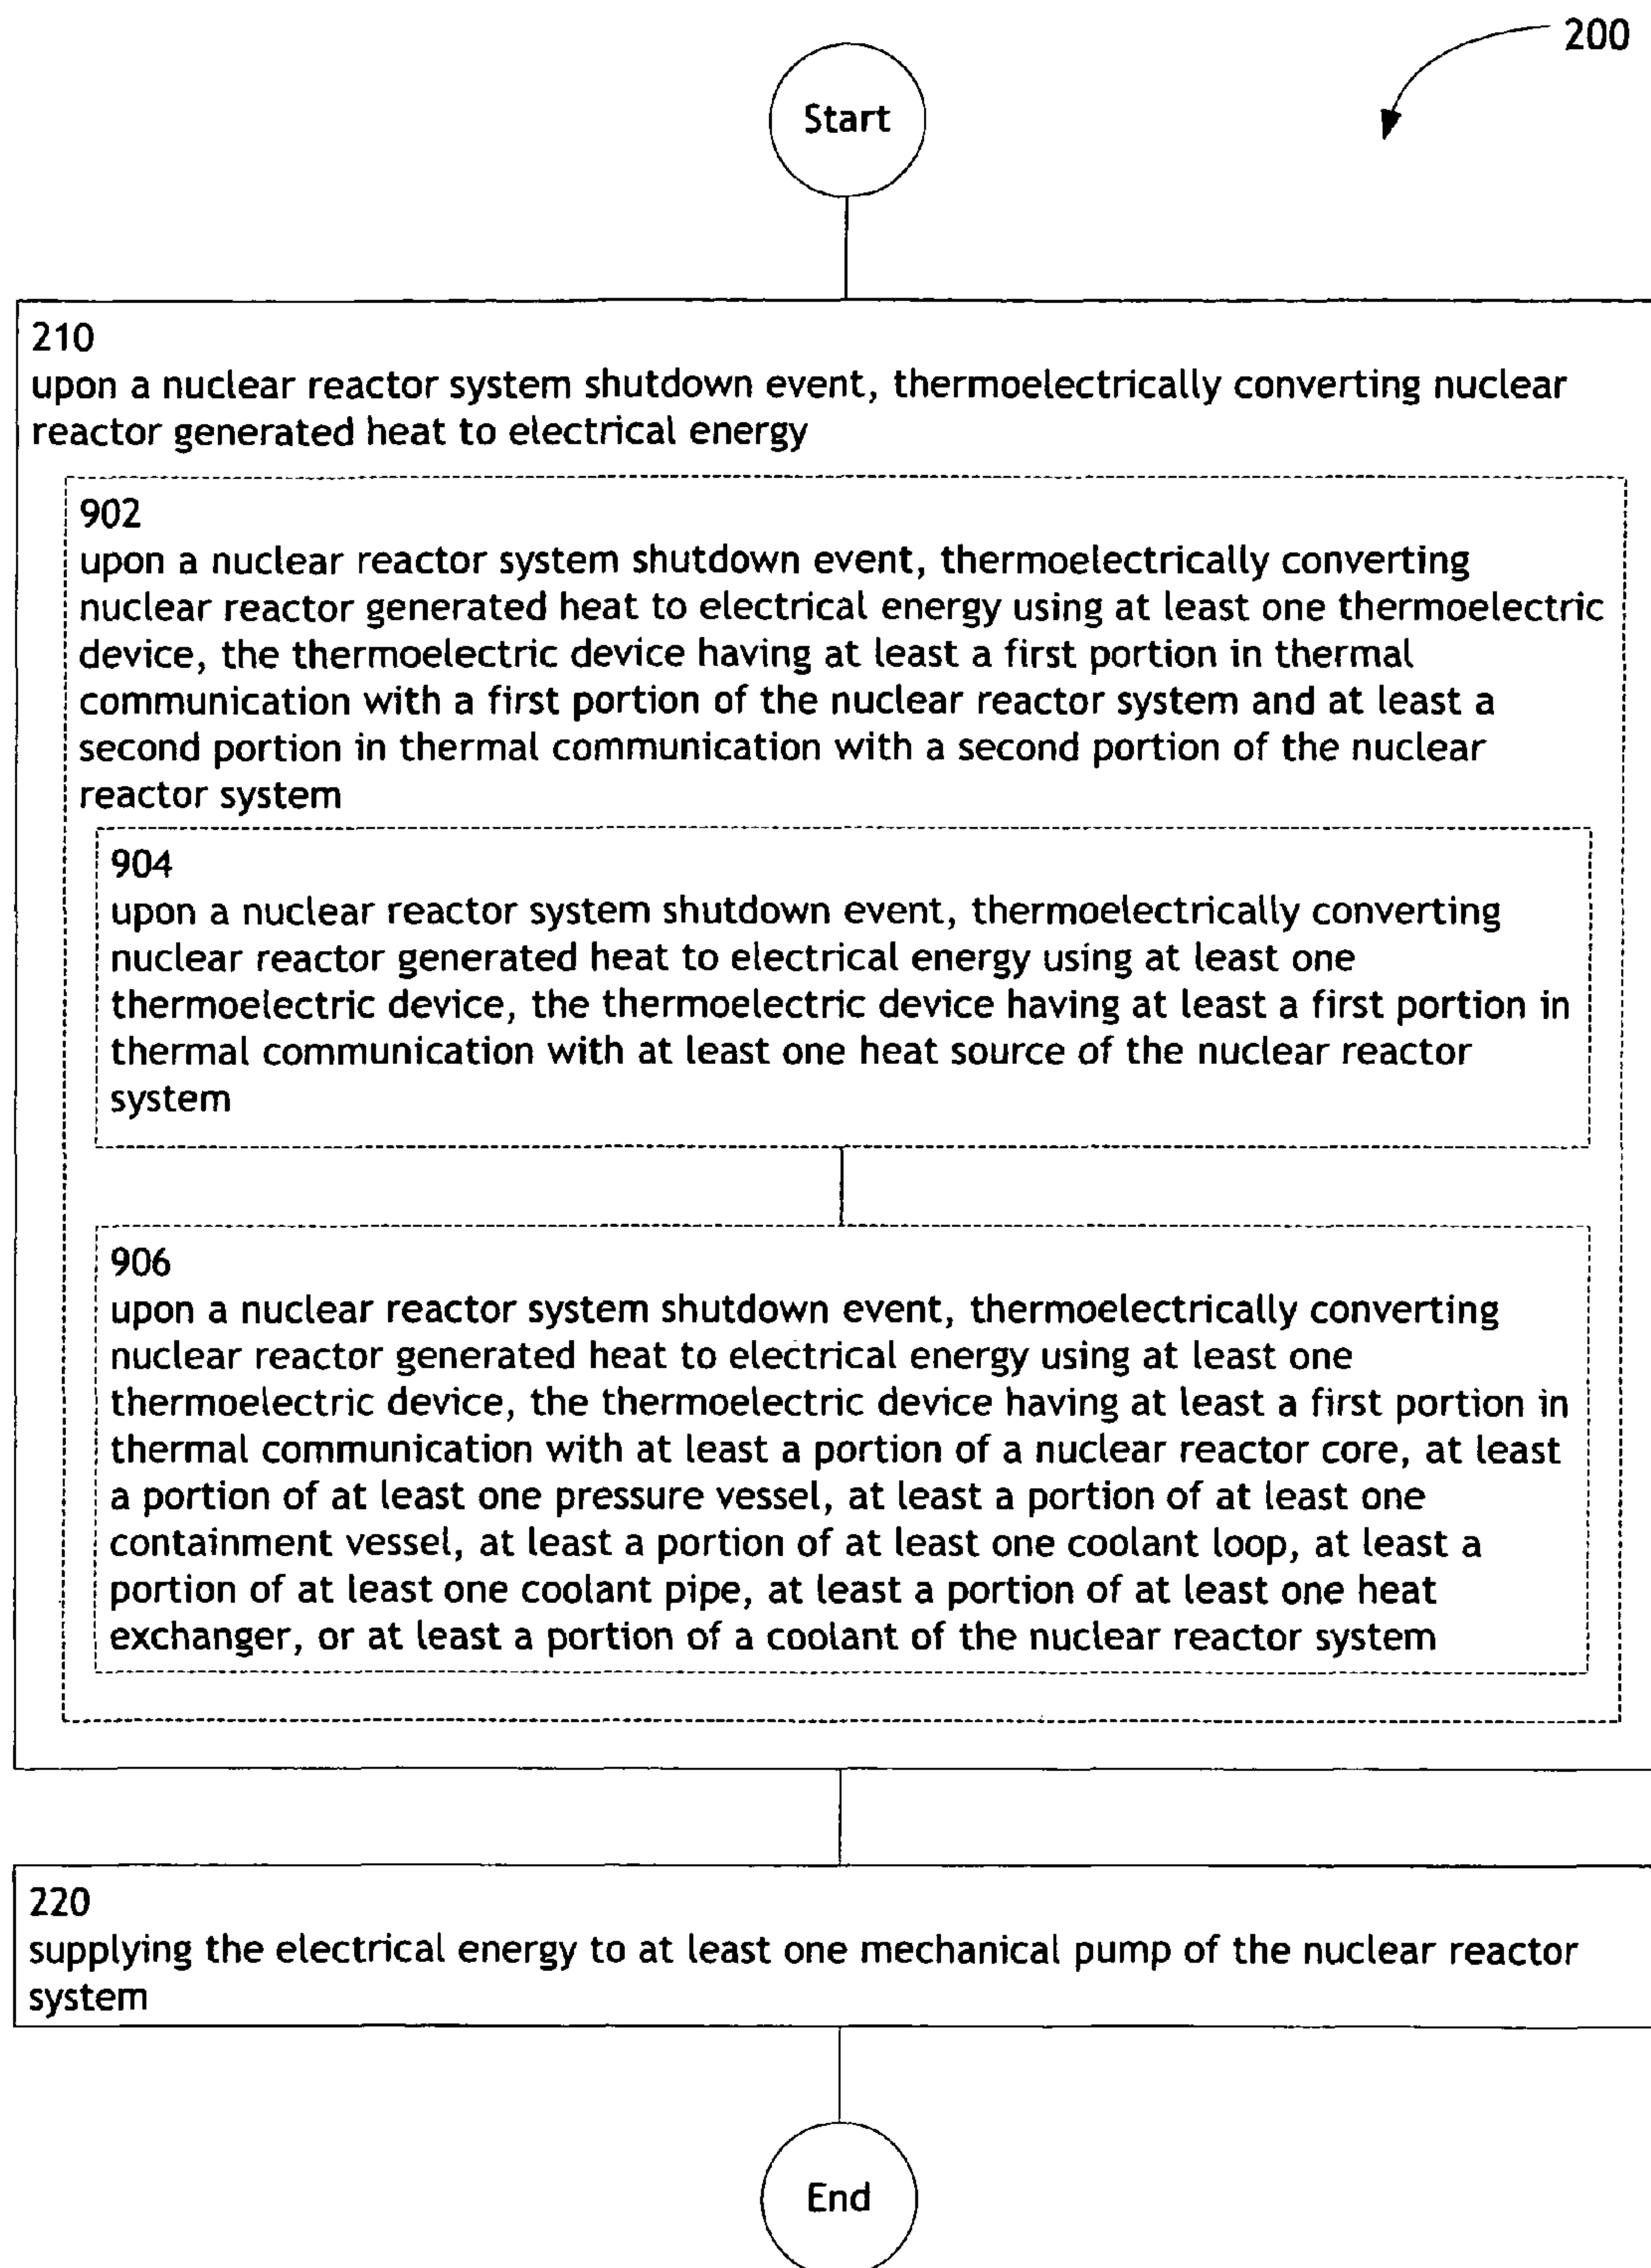 200
Start
210
upon a nuclear reactor system shutdown event, thermoelectrically converting nuclear
reactor generated heat to electrical energy
902
upon a nuclear reactor system shutdown event, thermoelectrically converting
nuclear reactor generated heat to electrical energy using at least one thermoelectric
device, the thermoelectric device having at least a first portion in thermal
communication with a first portion of the nuclear reactor system and at least a
second portion in thermal communication with a second portion of the nuclear
reactor system
904
upon a nuclear reactor system shutdown event, thermoelectrically converting
nuclear reactor generated heat to electrical energy using at least one
thermoelectric device, the thermoelectric device having at least a first portion in
thermal communication with at least one heat source of the nuclear reactor
system
906
upon a nuclear reactor system shutdown event, thermoelectrically converting
nuclear reactor generated heat to electrical energy using at least one
thermoelectric device, the thermoelectric device having at least a first portion in
thermal communication with at least a portion of a nuclear reactor core, at least
a portion of at least one pressure vessel, at least a portion of at least one
containment vessel, at least a portion of at least one coolant loop, at least a
portion of at least one coolant pipe, at least a portion of at least one heat
exchanger, or at least a portion of a coolant of the nuclear reactor system
220
supplying the electrical energy to at least one mechanical pump of the nuclear reactor
system
End